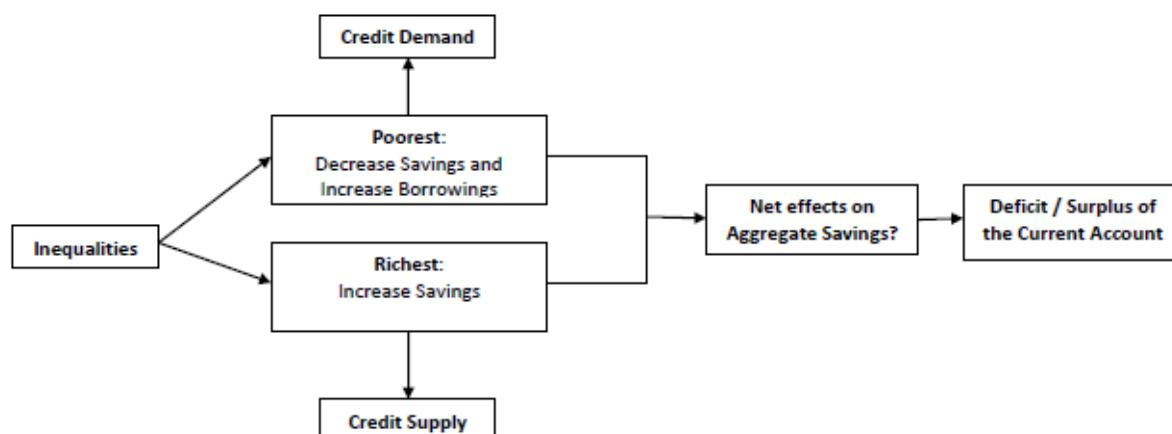 Credit Demand
Poorest:
Decrease Savings and
Increase Borrowings
Inequalities
Richest:
Increase Savings
Credit Supply
Net effects on
Aggregate Savings?
Deficit / Surplus of
the Current Account